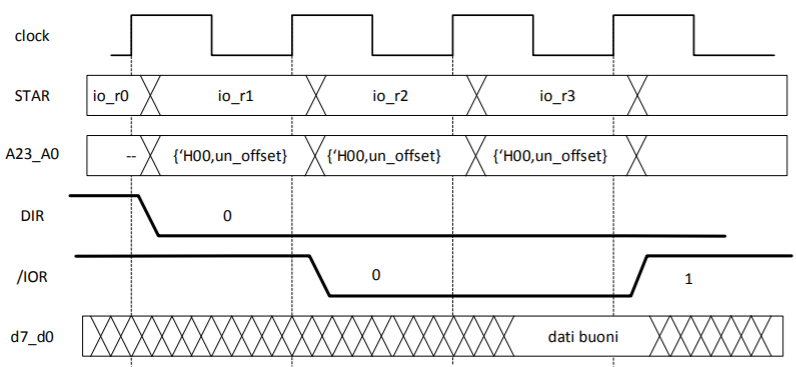 clock
STAR io_r0 io_r1 io_r2 io_r3
A23_A0 -- {‘H00,un_offset} {‘H00,un_offset} {‘H00,un_offset}
DIR 0
/IOR 0 1
d7_d0 dati buoni